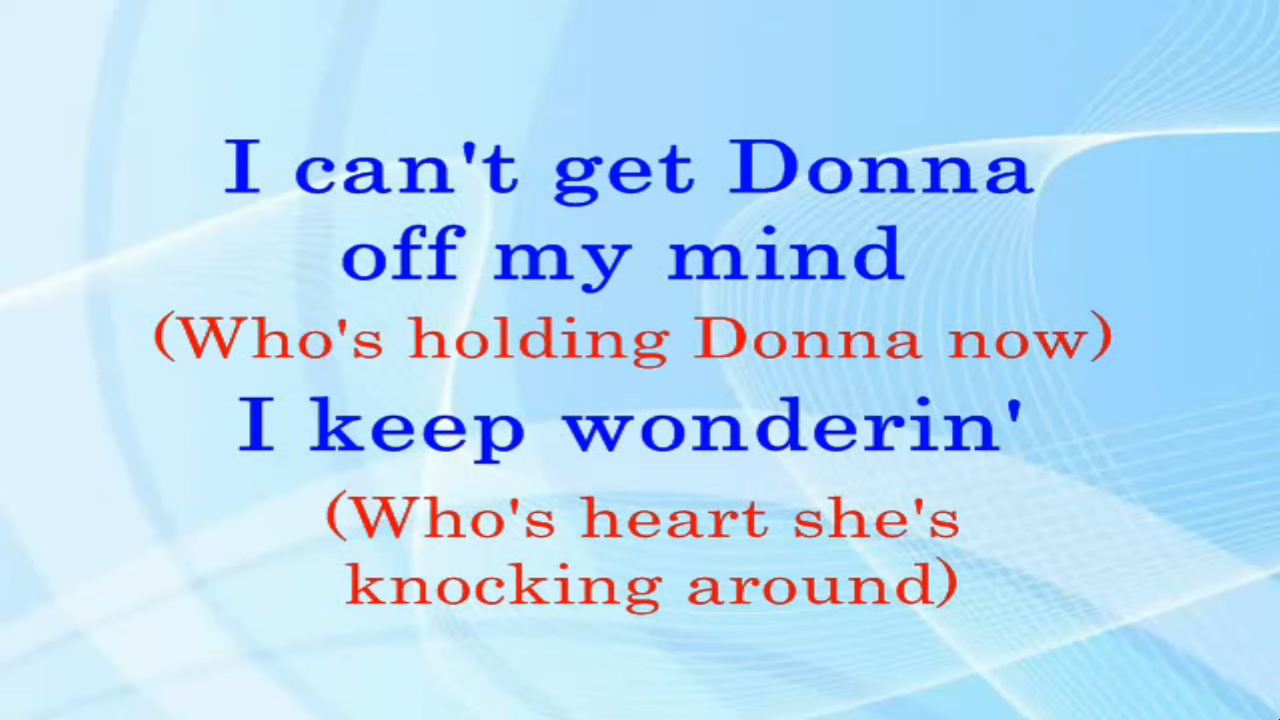 I can't get Donna
off my mind
(Who's holding Donna now)
I keep wonderin'
(Who's heart she's
knocking around)